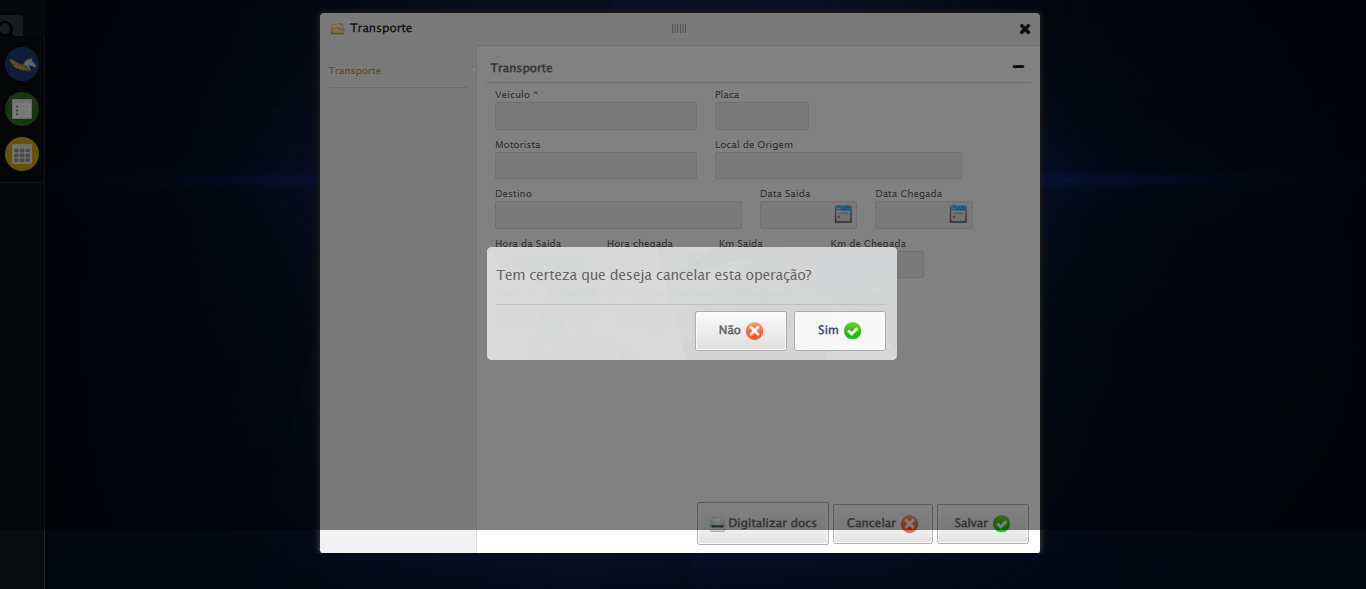 Transporte
Transporte
Transporte
Veiculo * Placa
Motorista Local de Origem
Destino Data Saida Data Chegada
Hora da Saida Hora chegada Km Saida Km de Chegada
Tem certeza que deseja cancelar esta operação?
Não Sim
Digitalizar docs Cancelar Salvar